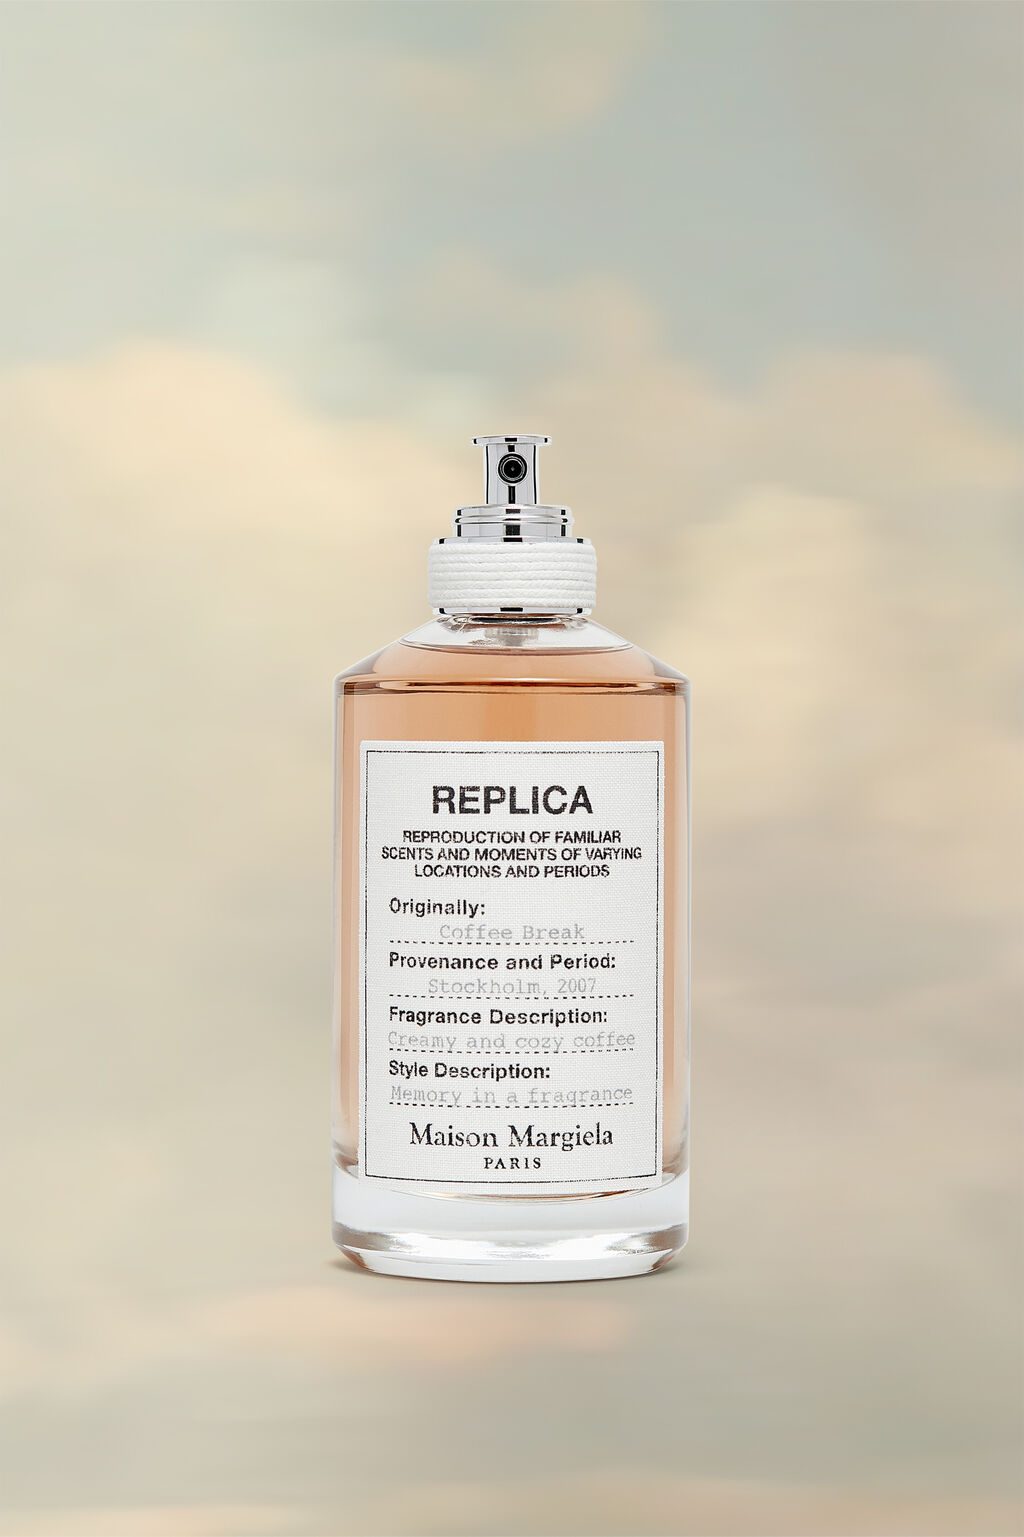 REPLICA
REPRODUCTION OF FAMILIAR
SCENTS AND MOMENTS OF VARYING
LOCATIONS AND PERIODS
Originally:
Coffee Break
Provenance and Period:
Stockholm, 2007
Fragrance Description:
Creamy and cozy coffee
Style Description:
Memory in a fragrance
Maison Margiela
PARIS